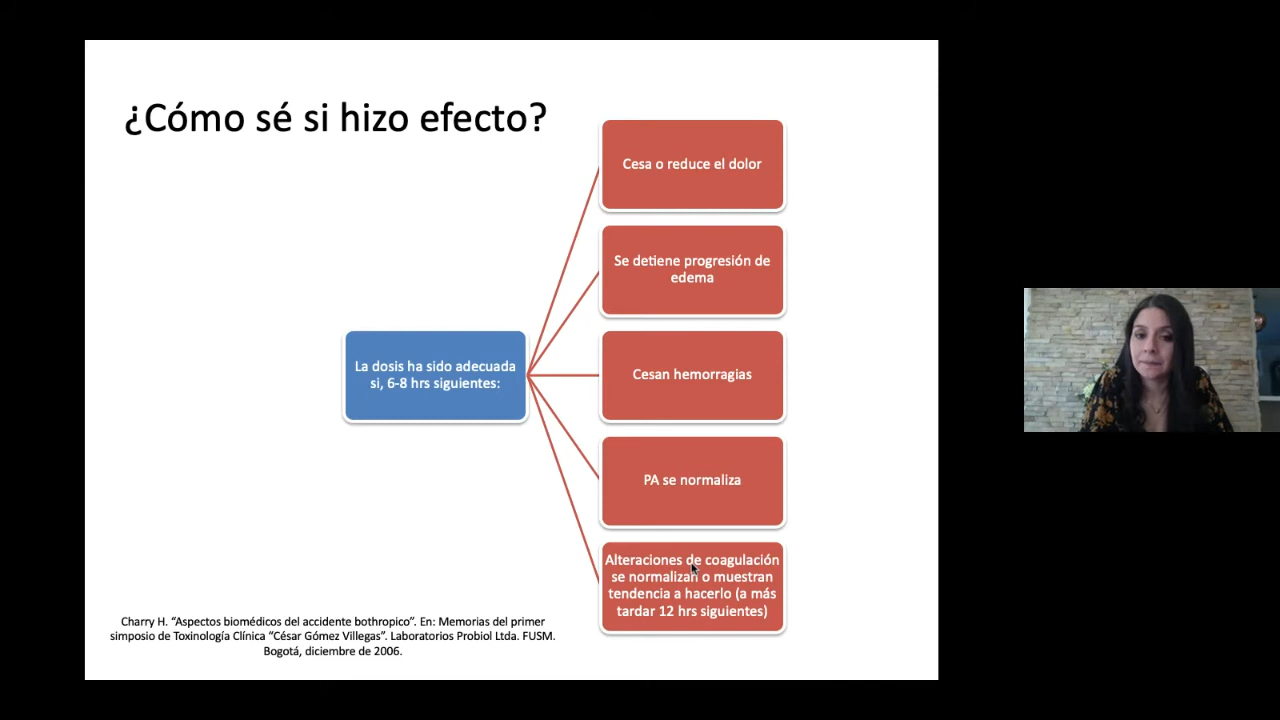 ¿Cómo sé si hizo efecto?
Cesa o reduce el dolor
Se detiene progresión de
edema
La dosis ha sido adecuada
si, 6-8 hrs siguientes:
Cesan hemorragias
PA se normaliza
Alteraciones de coagulación
se normalizan o muestran
tendencia a hacerlo (a más
tardar 12 hrs siguientes)
Charry H. “Aspectos biomédicos del accidente bothropico”. En: Memorias del primer
simposio de Toxinología Clínica “César Gómez Villegas”. Laboratorios Probiol Ltda. FUSM.
Bogotá, diciembre de 2006.